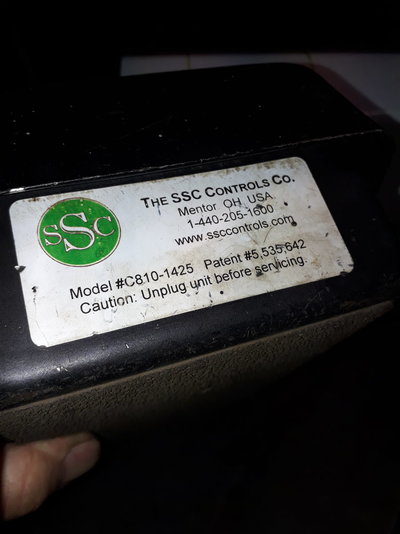 SSC
THE SSC CONTROLS CO.
Mentor OH, USA
1-440-205-1600
www.ssccontrols.com
Model #C810-1425 Patent #5,535,642
Caution: Unplug unit before servicing.